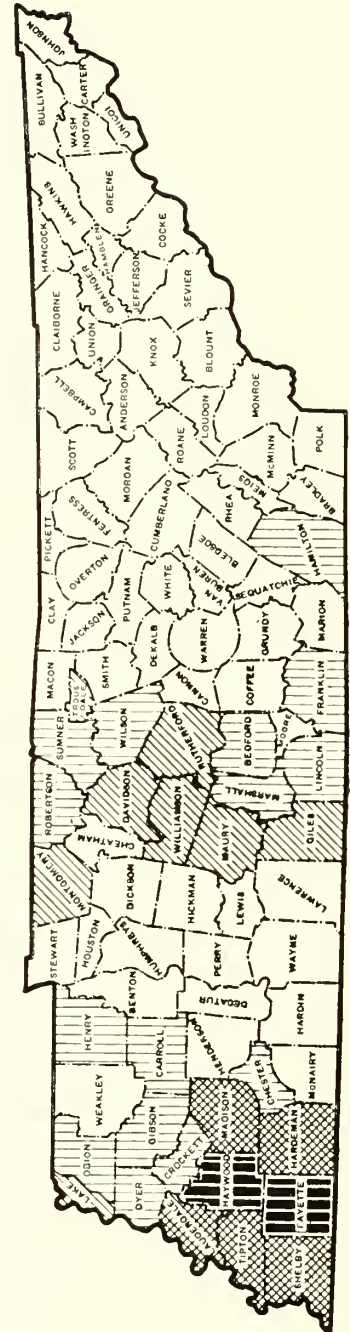 LAKE
OBION
WEAKLEY
HENRY
STEWART
MONTGOMERY
ROBERTSON
SUMNER
TROUS
DALE
MACON
CLAY
PICKETT
SCOTT
CAMPBELL
CLAIBORNE
HANCOCK
HAWKINS
SULLIVAN
JOHNSON
DYER
GIBSON
CARROLL
BENTON
HOUSTON
HUMPHREYS
DICKSON
CHEATHAM
DAVIDSON
WILSON
SMITH
JACKSON
OVERTON
FENTRESS
MORGAN
ANDERSON
UNION
GRAINGER
HAMBLEN
GREENE
WASH
INGTON
CARTER
UNICOI
LAUDERDALE
CROCKETT
HAYWOOD
MADISON
HENDERSON
DECATUR
PERRY
HICKMAN
LEWIS
WILLIAMSON
MAURY
RUTHERFORD
CANNON
DEKALB
PUTNAM
WHITE
CUMBERLAND
ROANE
LOUDON
KNOX
JEFFERSON
COCKE
SEVIER
BLOUNT
TIPTON
CHESTER
MARSHALL
BEDFORD
COFFEE
WARREN
VAN
BUREN
BLEDSOE
RHEA
MEIGS
MCMINN
MONROE
SHELBY
FAYETTE
HARDEMAN
MCNAIRY
HARDIN
WAYNE
LAWRENCE
GILES
LINCOLN
MOORE
FRANKLIN
GRUNDY
SEQUATCHIE
MARION
HAMILTON
BRADLEY
POLK